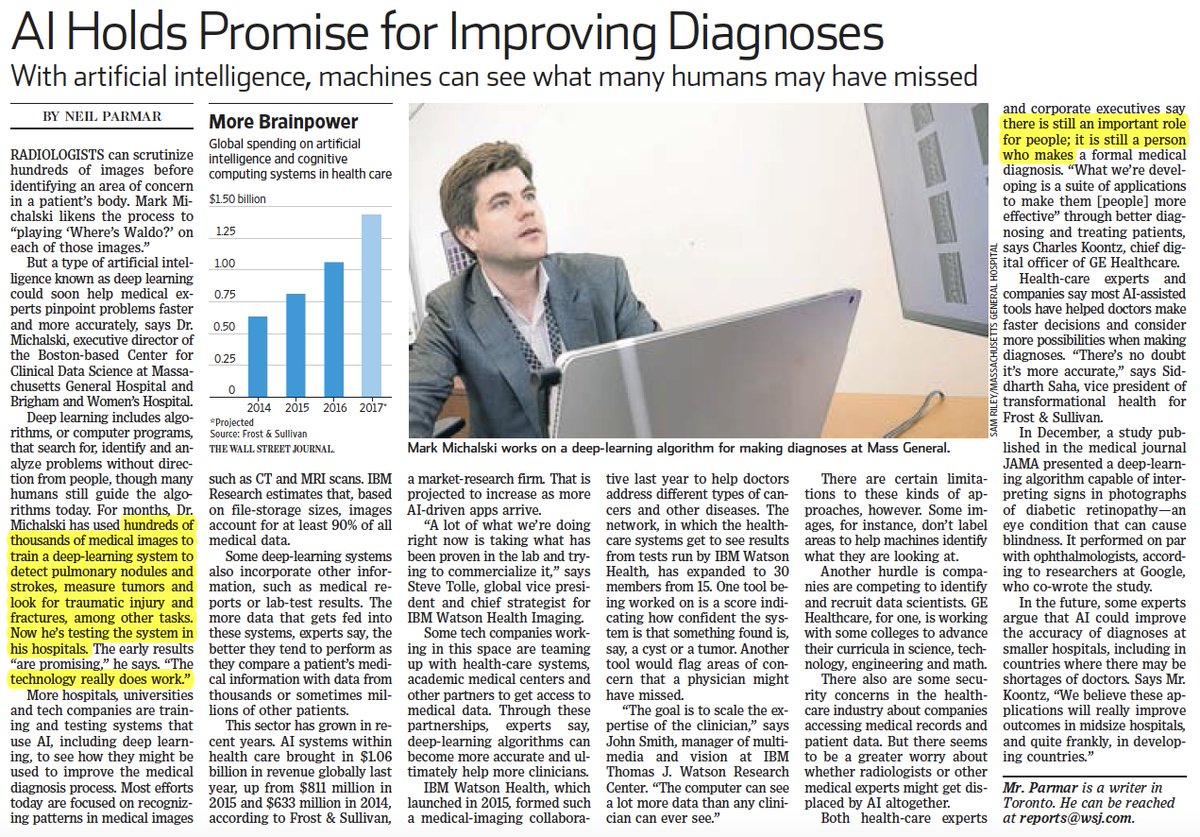 AI Holds Promise for Improving Diagnoses
With artificial intelligence, machines can see what many humans may have missed
BY NEIL PARMAR
RADIOLOGISTS can scrutinize
hundreds of images before
identifying an area of concern
in a patient's body. Mark Mi-
chalski likens the process to
“playing ‘Where's Waldo?’ on
each of those images.”
But a type of artificial intel-
ligence known as deep learning
could soon help medical ex-
perts pinpoint problems faster
and more accurately, says Dr.
Michalski, executive director of
the Boston-based Center for
Clinical Data Science at Massa-
chusetts General Hospital and
Brigham and Women's Hospital.
Deep learning includes algo-
rithms, or computer programs,
that search for, identify and an-
alyze problems without direc-
tion from people, though many
humans still guide the algo-
rithms today. For months, Dr.
Michalski has used hundreds of
thousands of medical images to
train a deep-learning system to
detect pulmonary nodules and
strokes, measure tumors and
look for traumatic injury and
fractures, among other tasks.
Now he's testing the system in
his hospitals. The early results
“are promising,” he says. “The
technology really does work.”
More hospitals, universities
and tech companies are train-
ing and testing systems that
use AI, including deep learn-
ing, to see how they might be
used to improve the medical
diagnosis process. Most efforts
today are focused on recogniz-
ing patterns in medical images
More Brainpower
Global spending on artificial
intelligence and cognitive
computing systems in health care
$1.50 billion
1.25
1.00
0.75
0.50
0.25
0
2014 2015 2016 2017*
*Projected
Source: Frost & Sullivan
THE WALL STREET JOURNAL.
SAM RILEY/MASSACHUSETTS GENERAL HOSPITAL
Mark Michalski works on a deep-learning algorithm for making diagnoses at Mass General.
such as CT and MRI scans. IBM
Research estimates that, based
on file-storage sizes, images
account for at least 90% of all
medical data.
Some deep-learning systems
also incorporate other infor-
mation, such as medical re-
ports or lab-test results. The
more data that gets fed into
these systems, experts say, the
better they tend to perform as
they compare a patient's medi-
cal information with data from
thousands or sometimes mil-
lions of other patients.
This sector has grown in re-
cent years. AI systems within
health care brought in $1.06
billion in revenue globally last
year, up from $811 million in
2015 and $633 million in 2014,
according to Frost & Sullivan,
a market-research firm. That is
projected to increase as more
AI-driven apps arrive.
“A lot of what we're doing
right now is taking what has
been proven in the lab and try-
ing to commercialize it,” says
Steve Tolle, global vice presi-
dent and chief strategist for
IBM Watson Health Imaging.
Some tech companies work-
ing in this space are teaming
up with health-care systems,
academic medical centers and
other partners to get access to
medical data. Through these
partnerships, experts say,
deep-learning algorithms can
become more accurate and ul-
timately help more clinicians.
IBM Watson Health, which
launched in 2015, formed such
a medical-imaging collabora-
tive last year to help doctors
address different types of can-
cers and other diseases. The
network, in which the health-
care systems get to see results
from tests run by IBM Watson
Health, has expanded to 30
members from 15. One tool be-
ing worked on is a score indi-
cating how confident the
system is that something found is,
say, a cyst or a tumor. Another
tool would flag areas of con-
cern that a physician might
have missed.
“The goal is to scale the ex-
pertise of the clinician,” says
John Smith, manager of multi-
media and vision at IBM
Thomas J. Watson Research
Center. “The computer can see
a lot more data than any clini-
cian can ever see.”
There are certain limita-
tions to these kinds of ap-
proaches, however. Some im-
ages, for instance, don't label
areas to help machines identify
what they are looking at.
Another hurdle is compa-
nies are competing to identify
and recruit data scientists. GE
Healthcare, for one, is working
with some colleges to advance
their curricula in science, tech-
nology, engineering and math.
There also are some secu-
rity concerns in the health-
care industry about companies
accessing medical records and
patient data. But there seems
to be a greater worry about
whether radiologists or other
medical experts might get dis-
placed by AI altogether.
Both health-care experts
and corporate executives say
there is still an important role
for people; it is still a person
who makes a formal medical
diagnosis. “What we're devel-
oping is a suite of applications
to make them [people] more
effective” through better diag-
nosing and treating patients,
says Charles Koontz, chief dig-
ital officer of GE Healthcare.
Health-care experts and
companies say most AI-assisted
tools have helped doctors make
faster decisions and consider
more possibilities when making
diagnoses. “There's no doubt
it's more accurate,” says Sid-
dharth Saha, vice president of
transformational health for
Frost & Sullivan.
In December, a study pub-
lished in the medical journal
JAMA presented a deep-learn-
ing algorithm capable of inter-
preting signs in photographs
of diabetic retinopathy—an
eye condition that can cause
blindness. It performed on par
with ophthalmologists, accord-
ing to researchers at Google,
who co-wrote the study.
In the future, some experts
argue that AI could improve
the accuracy of diagnoses at
smaller hospitals, including in
countries where there may be
shortages of doctors. Says Mr.
Koontz, “We believe these ap-
plications will really improve
outcomes in midsize hospitals,
and quite frankly, in develop-
ing countries.”
Mr. Parmar is a writer in
Toronto. He can be reached
at reports@wsj.com.